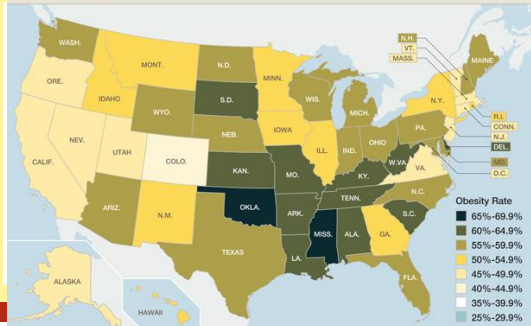 WASH.
MONT.
N.D.
MINN.
ORE.
IDAHO
WYO.
S.D.
WIS.
MICH.
N.Y.
N.H.
VT.
MASS.
MAINE
R.I.
CONN.
N.J.
DEL.
MD.
D.C.
NEV.
UTAH
COLO.
NEB.
IOWA
ILL.
IND.
OHIO
PA.
CALIF.
KAN.
MO.
KY.
W.VA
VA.
ARIZ.
N.M.
OKLA.
ARK.
TENN.
N.C.
S.C.
TEXAS
LA.
MISS.
ALA.
GA.
FLA.
ALASKA
HAWAII
Obesity Rate
65%-69.9%
60%-64.9%
55%-59.9%
50%-54.9%
45%-49.9%
40%-44.9%
35%-39.9%
25%-29.9%